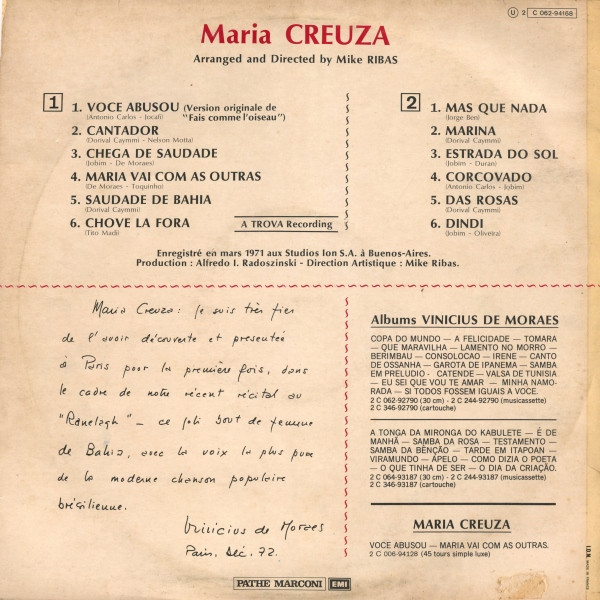 U 2 C 062-94168
Maria CREUZA
Arranged and Directed by Mike RIBAS
1
1. VOCE ABUSOU (Version originale de
(Antonio Carlos - Jocafi) "Fais comme l'oiseau")
2. CANTADOR
(Dorival Caymmi - Nelson Motta)
3. CHEGA DE SAUDADE
(Jobim - De Moraes)
4. MARIA VAI COM AS OUTRAS
(De Moraes - Toquinho)
5. SAUDADE DE BAHIA
(Dorival Caymmi)
6. CHOVE LA FORA
(Tito Madi)
A TROVA Recording
2
1. MAS QUE NADA
(Jorge Ben)
2. MARINA
(Dorival Caymmi)
3. ESTRADA DO SOL
(Jobim - Duran)
4. CORCOVADO
(Antonio Carlos - Jobim)
5. DAS ROSAS
(Dorival Caymmi)
6. DINDI
(Jobim - Oliveira)
Enregistré en mars 1971 aux Studios Ion S.A. à Buenos-Aires.
Production : Alfredo I. Radoszinski - Direction Artistique : Mike Ribas.
Maria Creuza : Je suis très fier
de l'avoir découverte et presenteé
à Paris pour la première fois, dans
le cadre de notre récent récital au
"Ranelagh" - ce joli bout de femme
de Bahia, avec la voix la plus pure
de la moderne chanson populaire
brésilienne.
Vinicius de Moraes
Paris, Déc. 72.
Albums VINICIUS DE MORAES
COPA DO MUNDO — A FELICIDADE — TOMARA
— QUE MARAVILHA — LAMENTO NO MORRO —
BERIMBAU — CONSOLOCAO — IRENE — CANTO
DE OSSANHA — GAROTA DE IPANEMA — SAMBA
EM PRELUDIO - CATENDE — VALSA DE TUNISIA
— EU SEI QUE VOU TE AMAR — MINHA NAMO-
RADA — SI TODOS FOSSEM IGUAIS A VOCE.
2 C 062-92790 (30 cm) - 2 C 244-92790 (musicassette)
2 C 346-92790 (cartouche)
A TONGA DA MIRONGA DO KABULETE — É DE
MANHÃ — SAMBA DA ROSA — TESTAMENTO —
SAMBA DA BENÇÃO — TARDE EM ITAPOAN —
VIRAMUNDO — APELO — COMO DIZIA O POETA
— O QUE TINHA DE SER — O DIA DA CRIAÇÃO.
2 C 064-93187 (30 cm) - 2 C 244-93187 (musicassette)
2 C 346-93187 (cartouche)
MARIA CREUZA
VOCE ABUSOU — MARIA VAI COM AS OUTRAS.
2 C 006-94128 (45 tours simple luxe)
PATHE MARCONI EMI